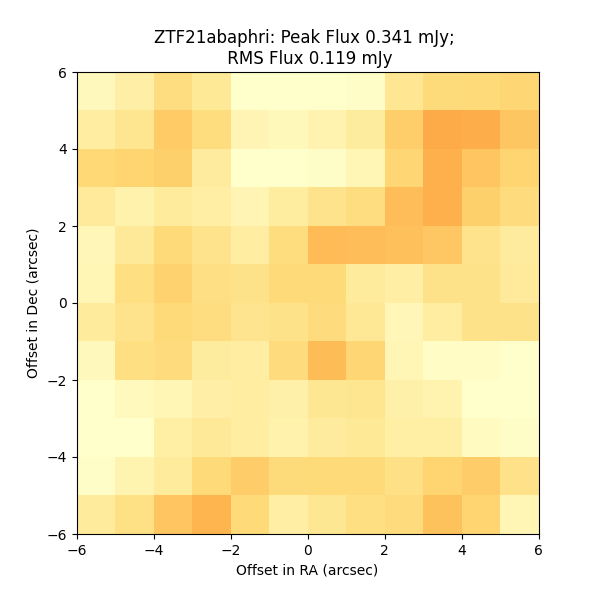 ZTF21abaphri: Peak Flux 0.341 mJy;
RMS Flux 0.119 mJy
6
4
2
0
−2
−4
−6
Offset in Dec (arcsec)
−6 −4 −2 0 2 4 6
Offset in RA (arcsec)